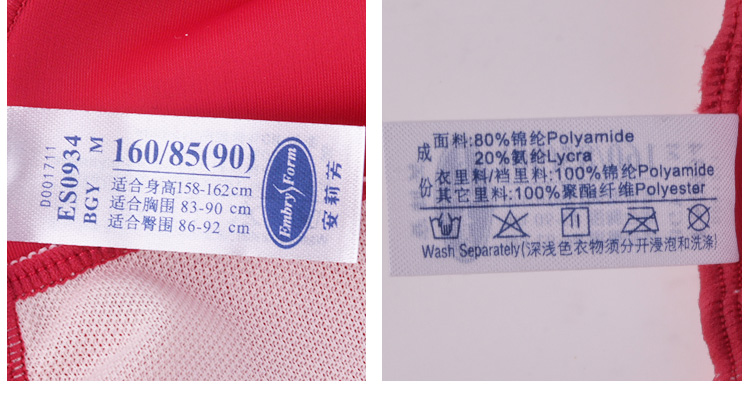 D001711
ES0934
BGY M
160/85(90)
适合身高158-162cm
适合胸围 83-90 cm
适合臀围 86-92 cm
Embry Form
安莉芳
成份
面料:80%锦纶Polyamide
20%氨纶Lycra
衣里料/裆里料:100%锦纶Polyamide
其它里料:100%聚酯纤维Polyester
Wash Separately(深浅色衣物须分开浸泡和洗涤)